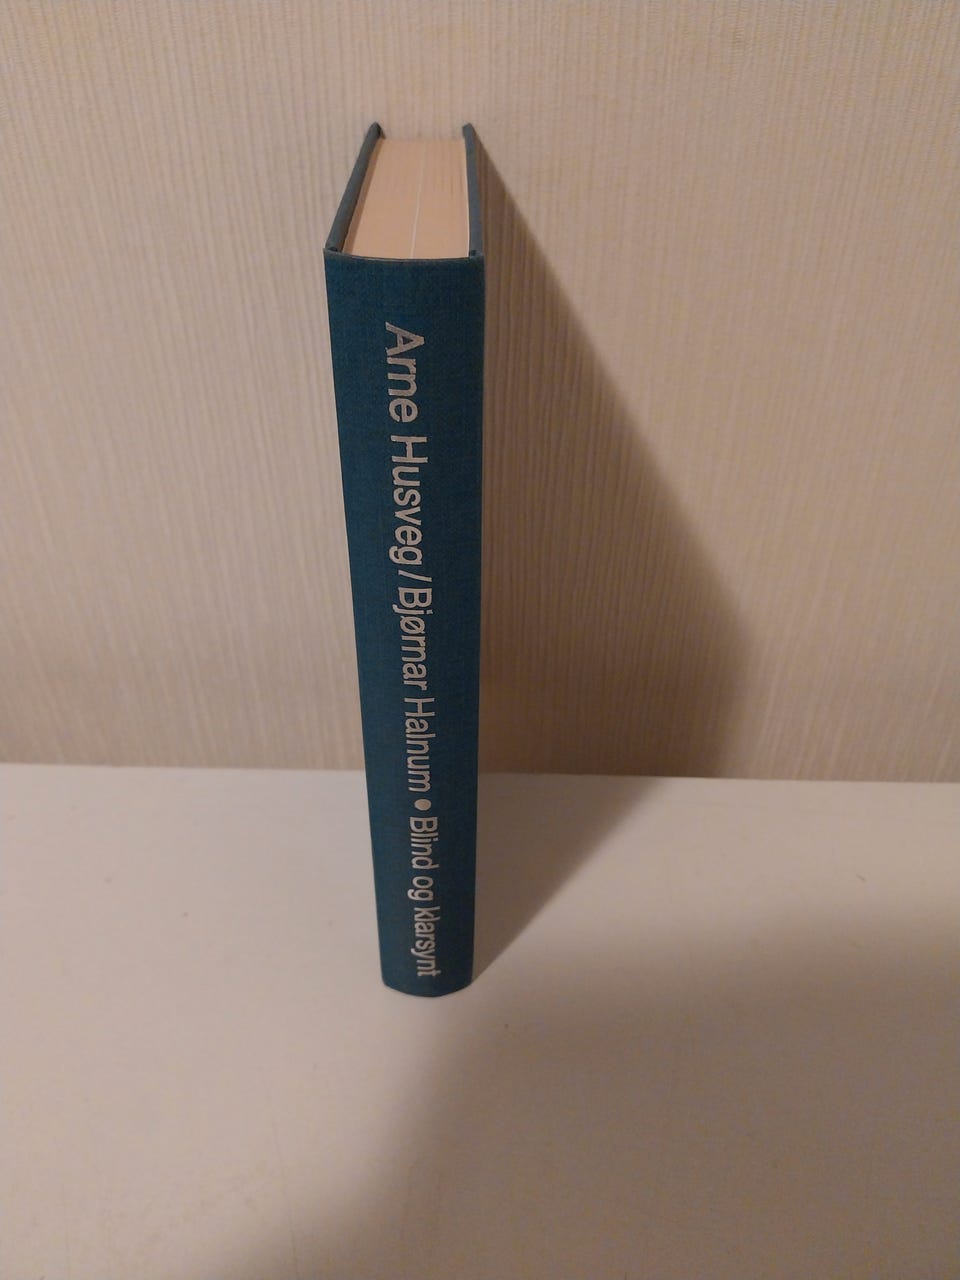 Arne Husveg/Bjørnar Halnum • Blind og klarsynt